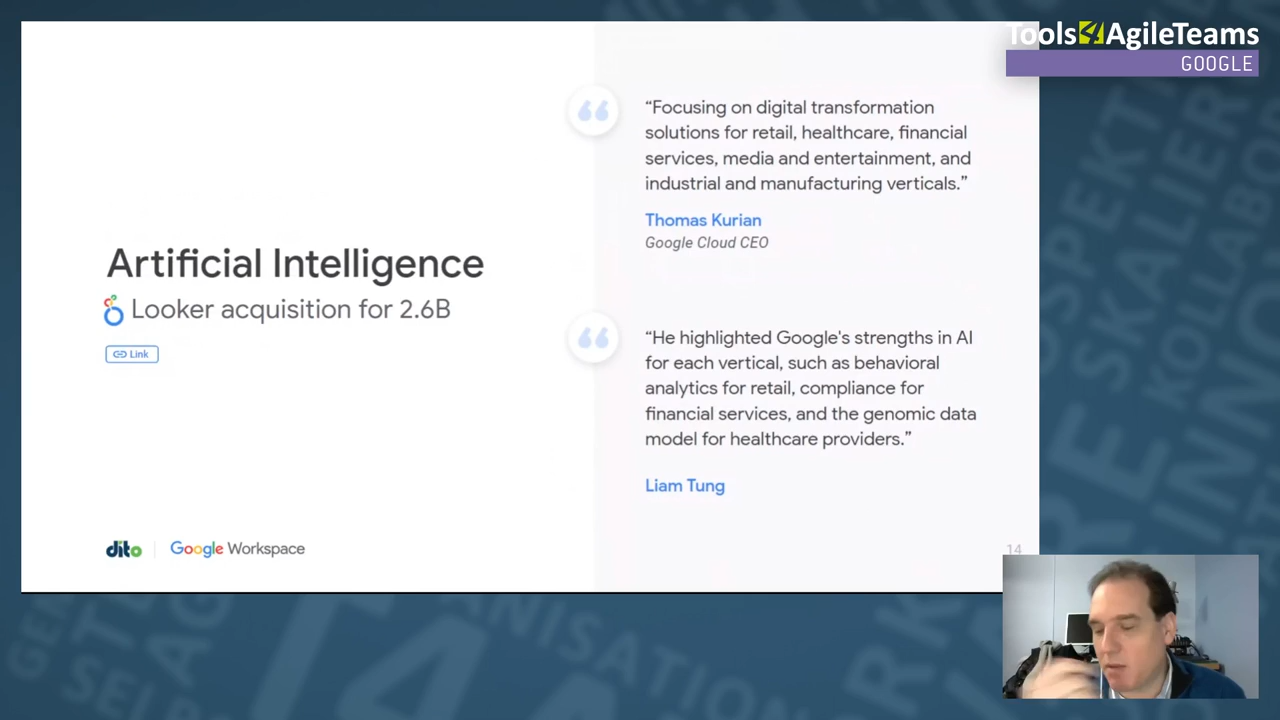 Tools4AgileTeams
GOOGLE
“Focusing on digital transformation
solutions for retail, healthcare, financial
services, media and entertainment, and
industrial and manufacturing verticals.”
Thomas Kurian
Google Cloud CEO
Artificial Intelligence
Looker acquisition for 2.6B
Link
“He highlighted Google's strengths in AI
for each vertical, such as behavioral
analytics for retail, compliance for
financial services, and the genomic data
model for healthcare providers.”
Liam Tung
dito
Google Workspace
14